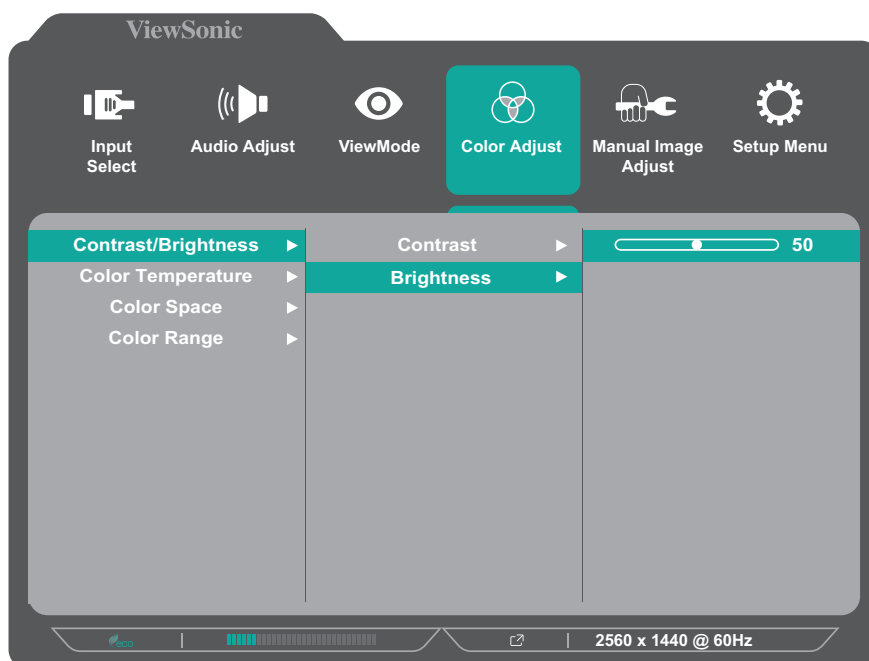 ViewSonic
Input
Select
Audio Adjust
ViewMode
Color Adjust
Manual Image
Adjust
Setup Menu
Contrast/Brightness
Contrast
50
Color Temperature
Brightness
Color Space
Color Range
eco
2560 x 1440 @ 60Hz